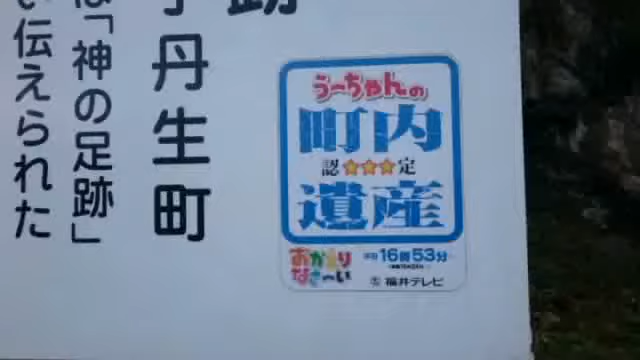 跡
字丹生町
は「神の足跡」
い伝えられた
うーちゃんの
町内
認★★★定
遺産
おかえり
なさ〜い
16時53分
福井テレビ